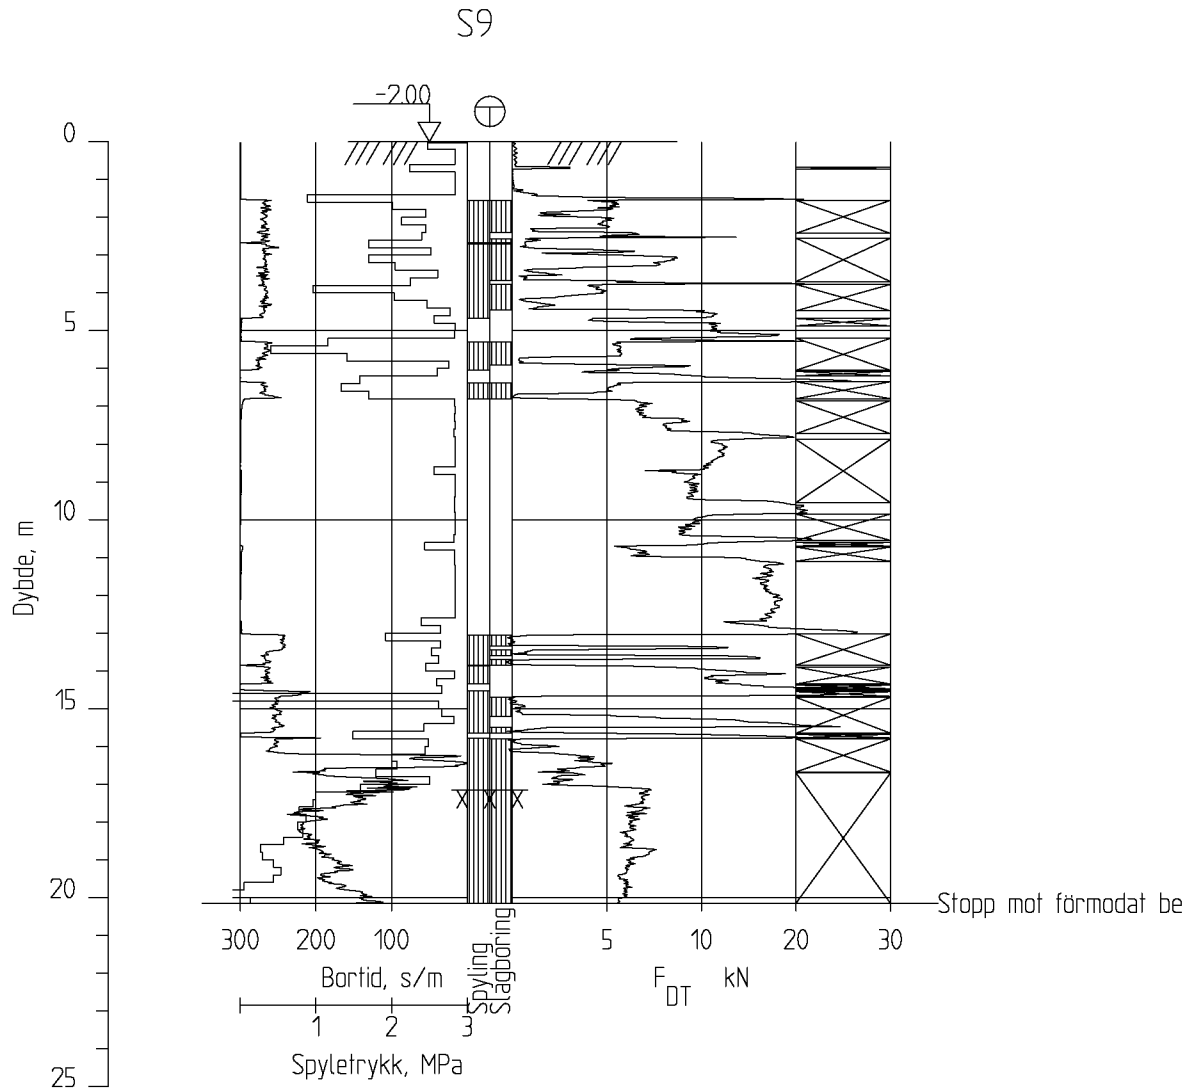 S9
-2.00
0
5
10
15
20
25
Dybde, m
Stopp mot förmodat be
300 200 100
5 10 20 30
Bortid, s/m
Spyling
Slagboring
F DT kN
1 2 3
Spyletrykk, MPa